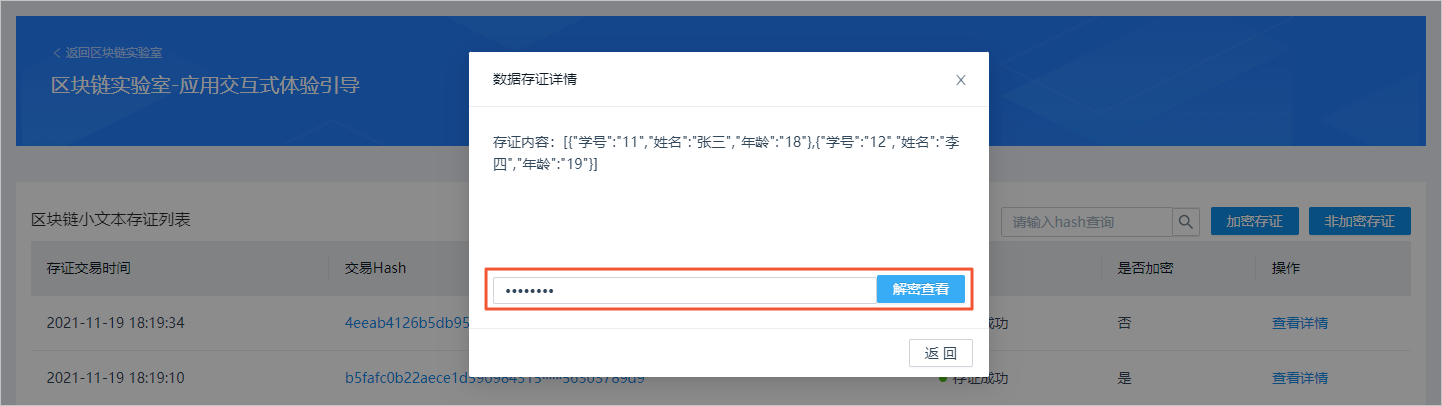 < 返回区块链实验室
区块链实验室-应用交互式体验引导
数据存证详情
存证内容：[{"学号":"11","姓名":"张三","年龄":"18"},{"学号":"12","姓名":"李
四","年龄":"19"}]
•••••••• 解密查看
返 回
区块链小文本存证列表 请输入hash查询 加密存证 非加密存证
存证交易时间 交易Hash 是否加密 操作
2021-11-19 18:19:34 4eeab4126b5db95 成功 否 查看详情
2021-11-19 18:19:10 b5fafc0b22aece1d590984315······56303789d9 存证成功 是 查看详情